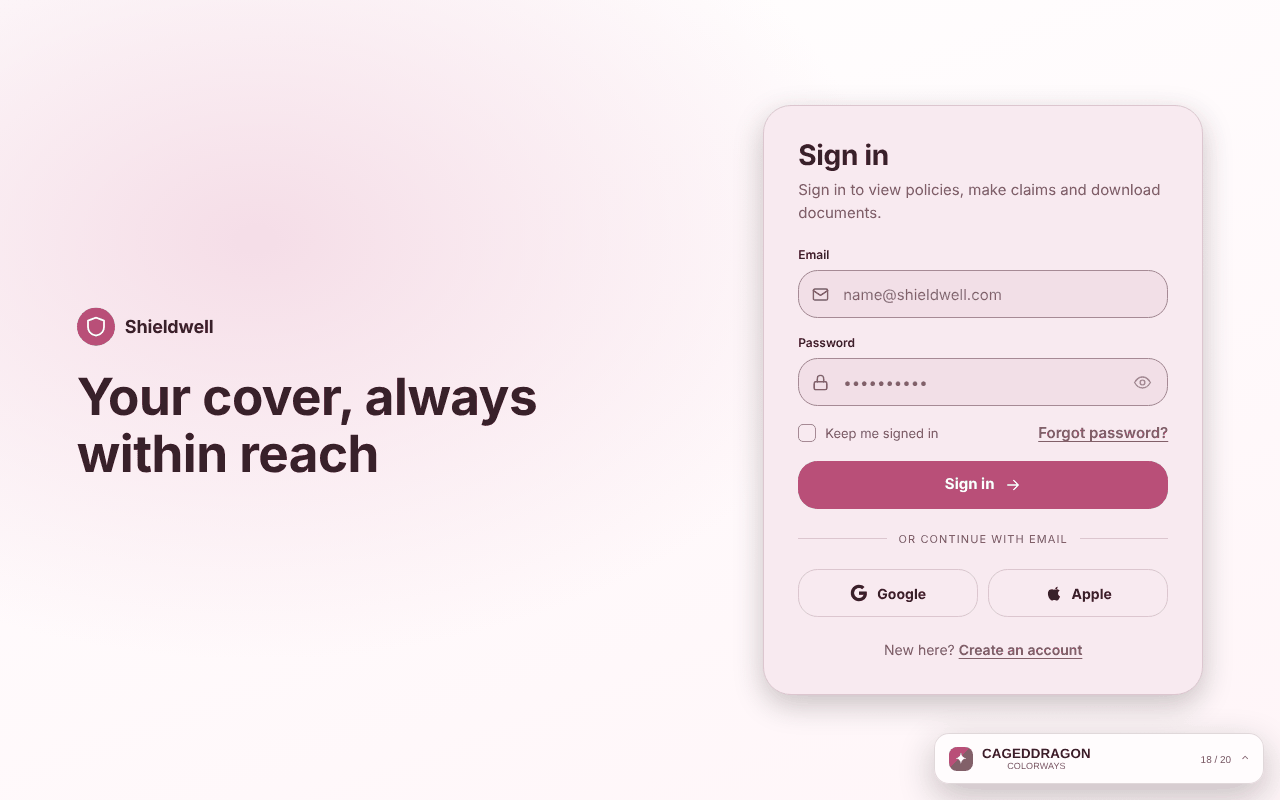 Shieldwell
Your cover, always
within reach
Sign in
Sign in to view policies, make claims and download
documents.
Email
name@shieldwell.com
Password
••••••••••
Keep me signed in
Forgot password?
Sign in →
OR CONTINUE WITH EMAIL
Google
Apple
New here? Create an account
CAGEDDRAGON
COLORWAYS
18 / 20